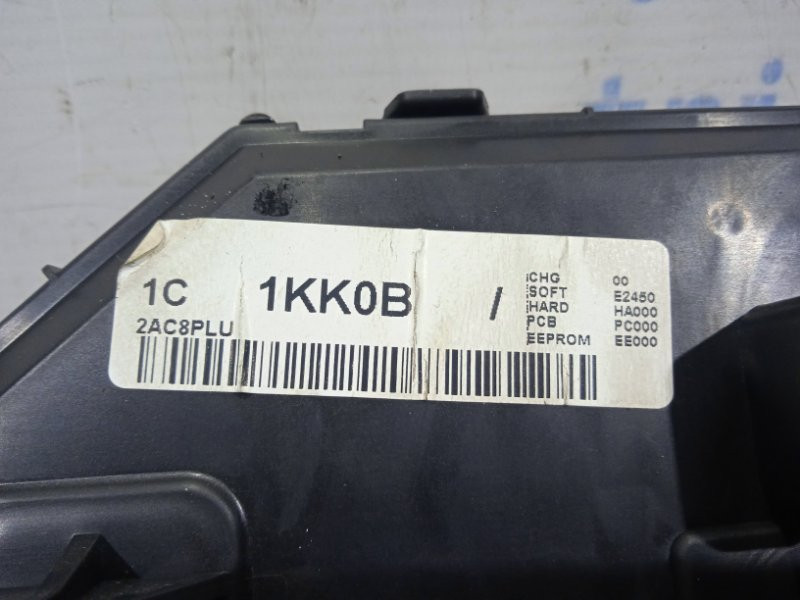 1C 1KK0B /
2AC8PLU
CHG 00
SOFT E2450
HARD HA000
PCB PC000
EEPROM EE000